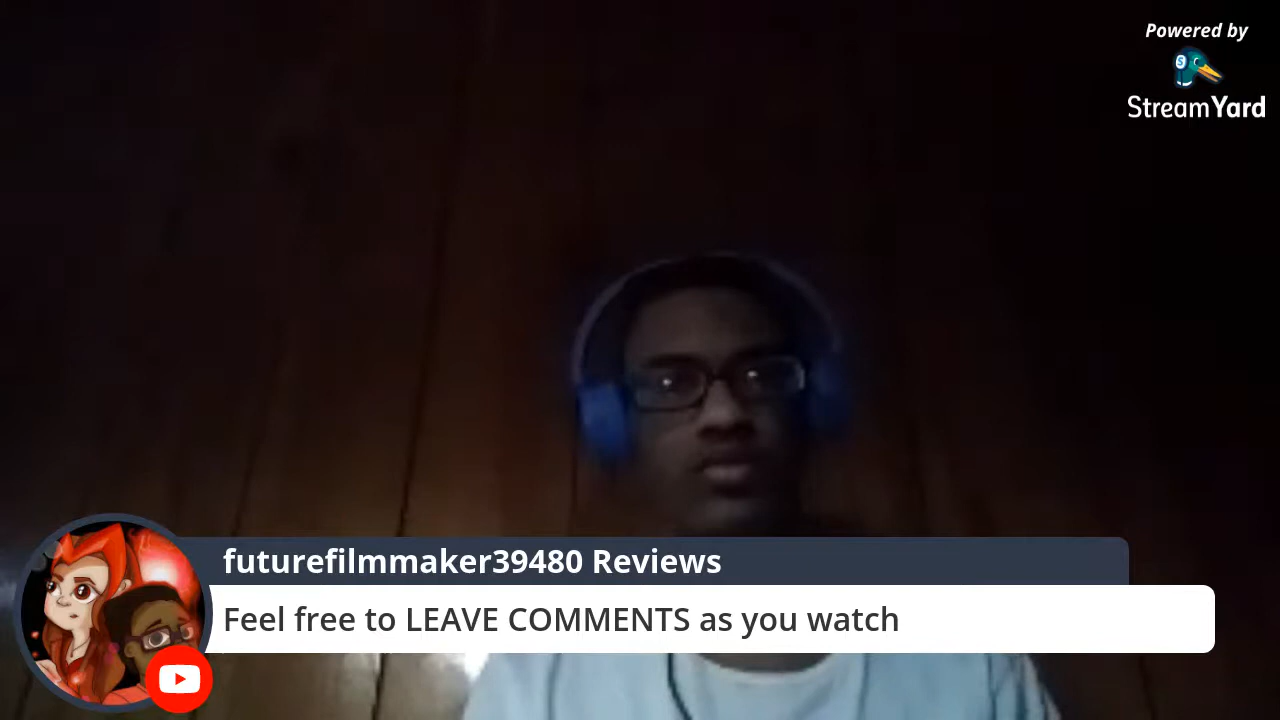 Powered by
StreamYard
futurefilmmaker39480 Reviews
Feel free to LEAVE COMMENTS as you watch